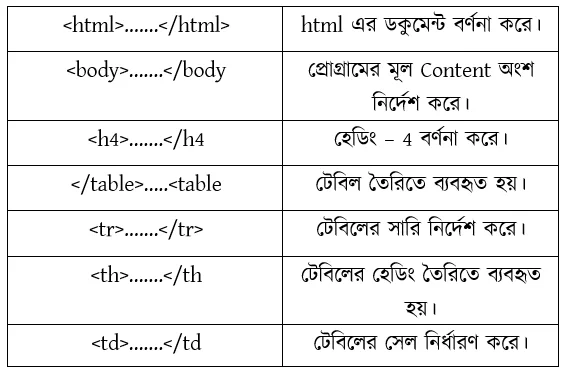 <html>.......</html> html এর ডকুমেন্ট বর্ণনা করে।
<body>.......</body প্রোগ্রামের মূল Content অংশ
নির্দেশ করে।
<h4>.......</h4 হেডিং – 4 বর্ণনা করে।
</table>.....<table টেবিল তৈরিতে ব্যবহৃত হয়।
<tr>.......</tr> টেবিলের সারি নির্দেশ করে।
<th>.......</th টেবিলের হেডিং তৈরিতে ব্যবহৃত
হয়।
<td>.......</td টেবিলের সেল নির্ধারণ করে।